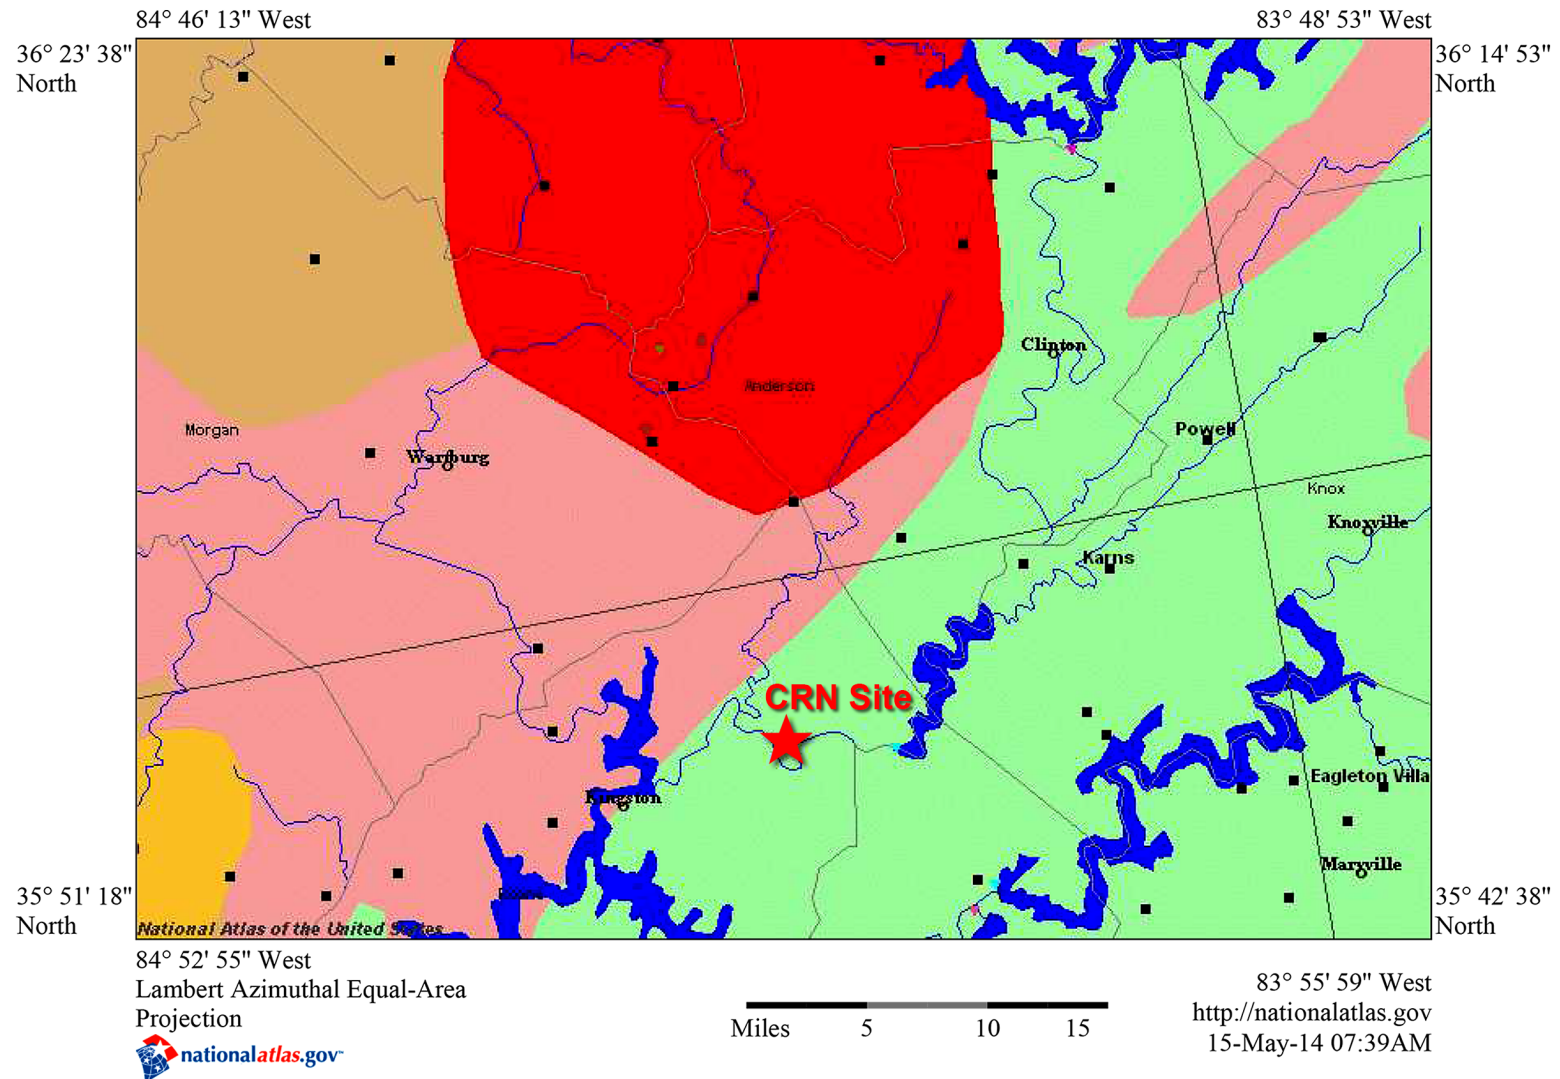 84° 46' 13" West
83° 48' 53" West
36° 23' 38"
North
36° 14' 53"
North
Clinton
Anderson
Morgan
Powell
Warfburg
Knox
Knoxville
Karns
CRN Site
Eagleton Villa
Kingston
Maryville
35° 51' 18"
North
35° 42' 38"
North
National Atlas of the United States
84° 52' 55" West
Lambert Azimuthal Equal-Area
Projection
nationalatlas.gov™
Miles 5 10 15
83° 55' 59" West
http://nationalatlas.gov
15-May-14 07:39AM